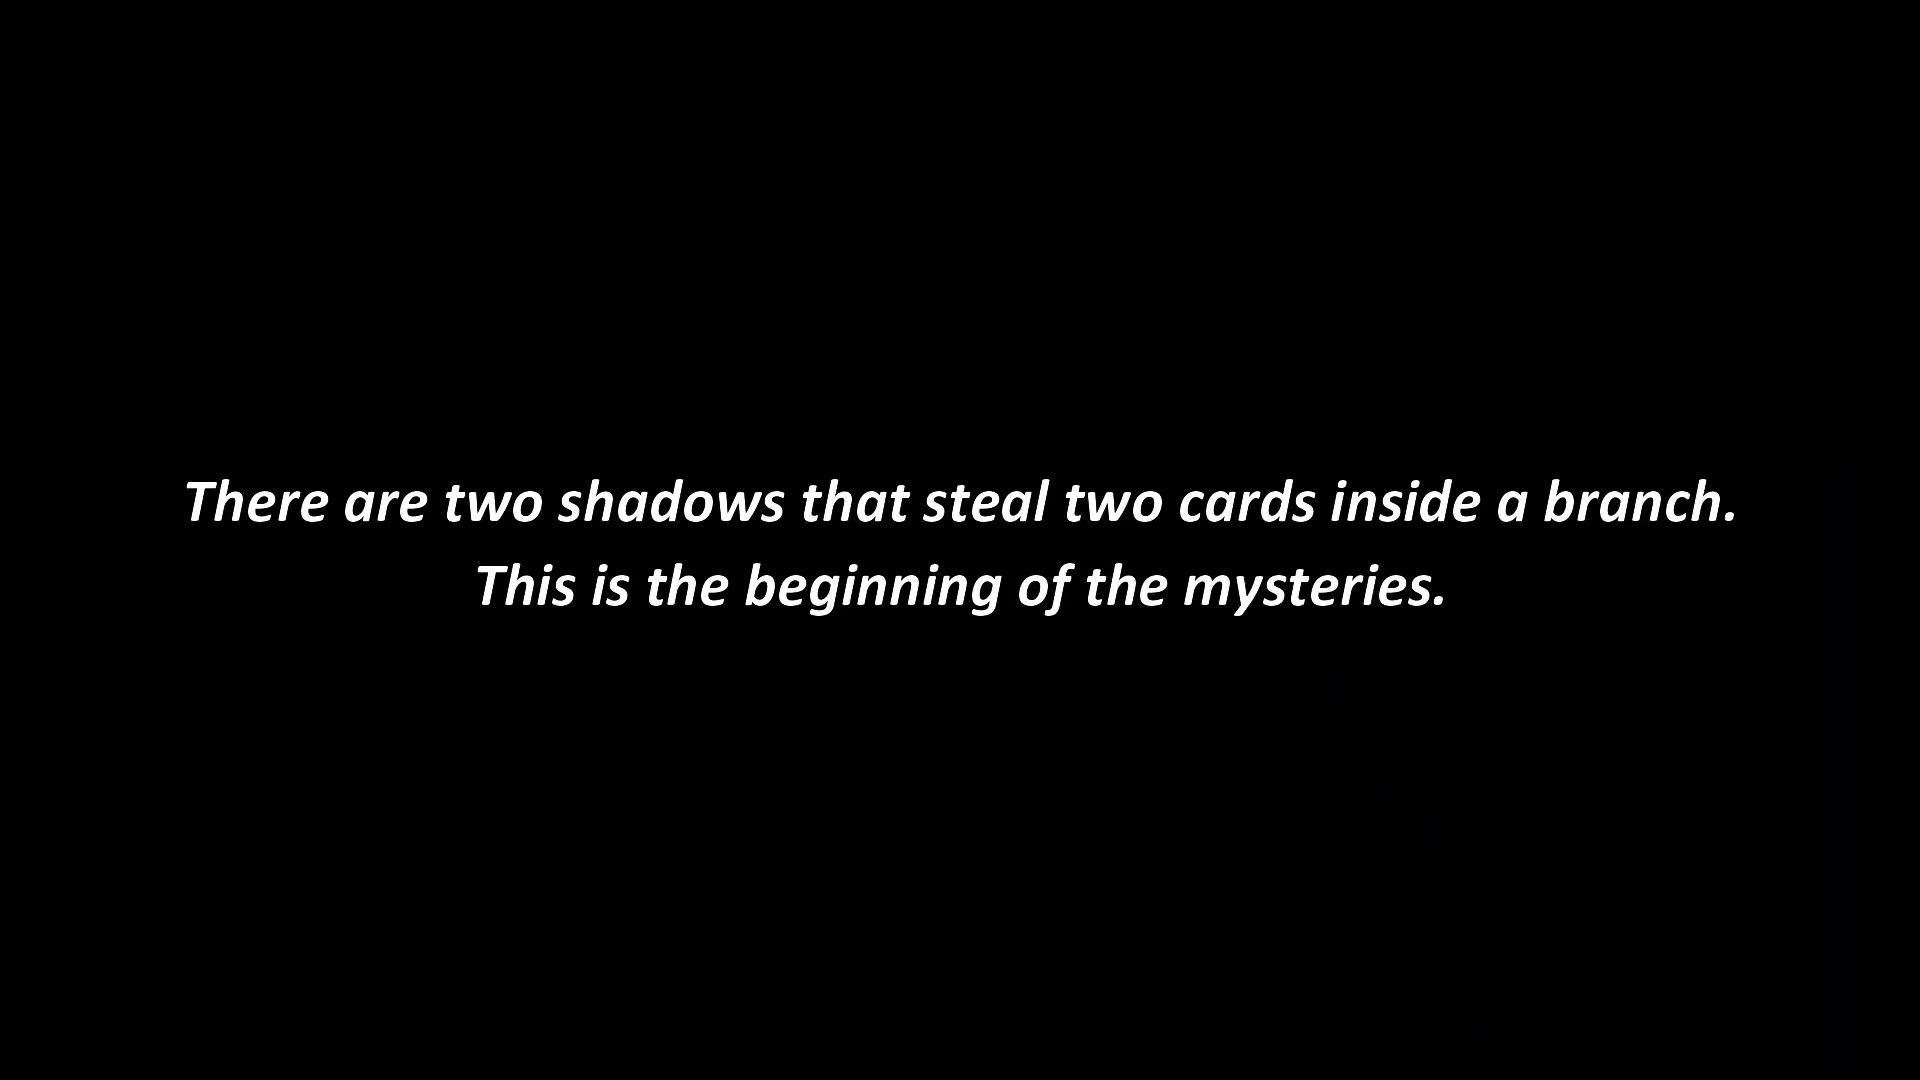 There are two shadows that steal two cards inside a branch.
This is the beginning of the mysteries.